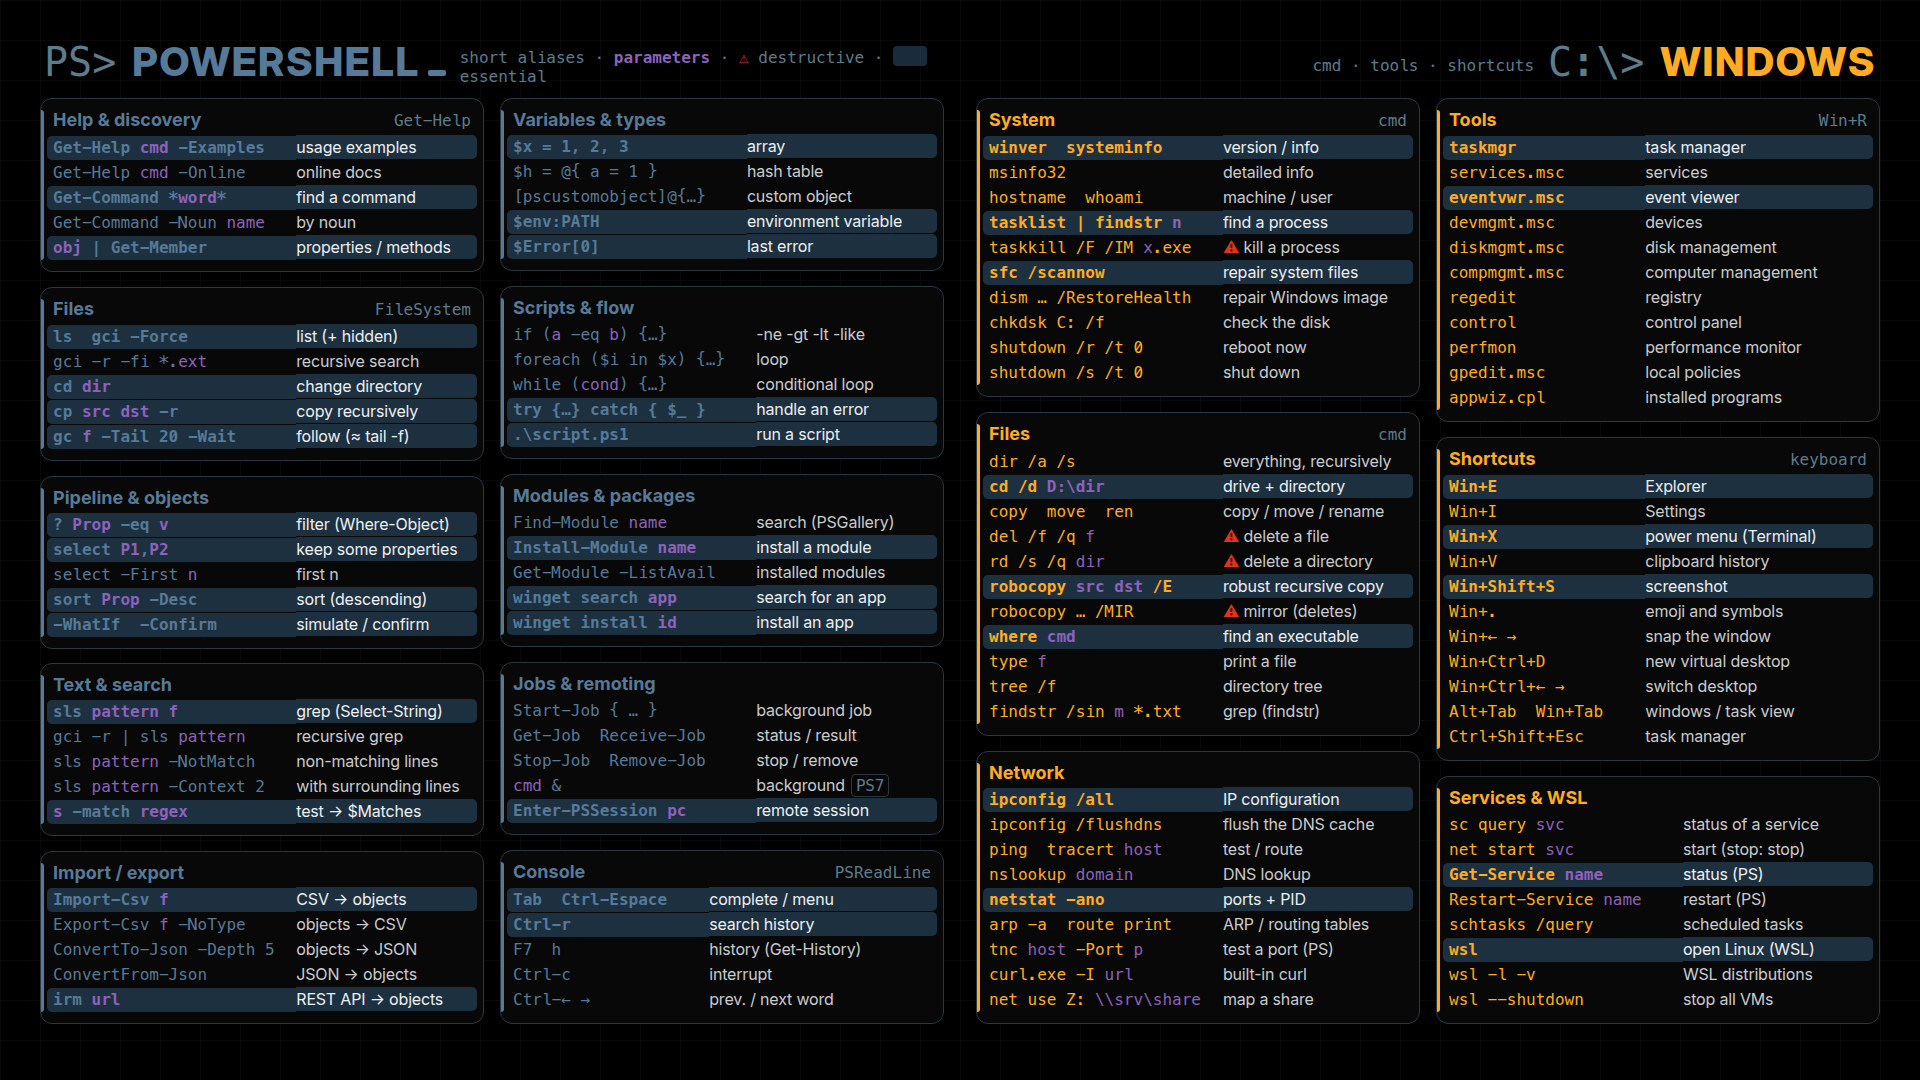 PS> POWERSHELL_
short aliases · parameters · ⚠ destructive ·
essential
Help & discovery Get-Help
Get-Help cmd -Examples usage examples
Get-Help cmd -Online online docs
Get-Command *word* find a command
Get-Command -Noun name by noun
obj | Get-Member properties / methods
Files FileSystem
ls gci -Force list (+ hidden)
gci -r -fi *.ext recursive search
cd dir change directory
cp src dst -r copy recursively
gc f -Tail 20 -Wait follow (≈ tail -f)
Pipeline & objects
? Prop -eq v filter (Where-Object)
select P1,P2 keep some properties
select -First n first n
sort Prop -Desc sort (descending)
-WhatIf -Confirm simulate / confirm
Text & search
sls pattern f grep (Select-String)
gci -r | sls pattern recursive grep
sls pattern -NotMatch non-matching lines
sls pattern -Context 2 with surrounding lines
s -match regex test → $Matches
Import / export
Import-Csv f CSV → objects
Export-Csv f -NoType objects → CSV
ConvertTo-Json -Depth 5 objects → JSON
ConvertFrom-Json JSON → objects
irm url REST API → objects
Variables & types
$x = 1, 2, 3 array
$h = @{ a = 1 } hash table
[pscustomobject]@{…} custom object
$env:PATH environment variable
$Error[0] last error
Scripts & flow
if (a -eq b) {…} -ne -gt -lt -like
foreach ($i in $x) {…} loop
while (cond) {…} conditional loop
try {…} catch { $_ } handle an error
.\script.ps1 run a script
Modules & packages
Find-Module name search (PSGallery)
Install-Module name install a module
Get-Module -ListAvail installed modules
winget search app search for an app
winget install id install an app
Jobs & remoting
Start-Job { … } background job
Get-Job Receive-Job status / result
Stop-Job Remove-Job stop / remove
cmd & background PS7
Enter-PSSession pc remote session
Console PSReadLine
Tab Ctrl-Espace complete / menu
Ctrl-r search history
F7 h history (Get-History)
Ctrl-c interrupt
Ctrl-← → prev. / next word
cmd · tools · shortcuts C:\> WINDOWS
System cmd
winver systeminfo version / info
msinfo32 detailed info
hostname whoami machine / user
tasklist | findstr n find a process
taskkill /F /IM x.exe ⚠ kill a process
sfc /scannow repair system files
dism … /RestoreHealth repair Windows image
chkdsk C: /f check the disk
shutdown /r /t 0 reboot now
shutdown /s /t 0 shut down
Files cmd
dir /a /s everything, recursively
cd /d D:\dir drive + directory
copy move ren copy / move / rename
del /f /q f ⚠ delete a file
rd /s /q dir ⚠ delete a directory
robocopy src dst /E robust recursive copy
robocopy … /MIR ⚠ mirror (deletes)
where cmd find an executable
type f print a file
tree /f directory tree
findstr /sin m *.txt grep (findstr)
Network
ipconfig /all IP configuration
ipconfig /flushdns flush the DNS cache
ping tracert host test / route
nslookup domain DNS lookup
netstat -ano ports + PID
arp -a route print ARP / routing tables
tnc host -Port p test a port (PS)
curl.exe -I url built-in curl
net use Z: \\srv\share map a share
Tools Win+R
taskmgr task manager
services.msc services
eventvwr.msc event viewer
devmgmt.msc devices
diskmgmt.msc disk management
compmgmt.msc computer management
regedit registry
control control panel
perfmon performance monitor
gpedit.msc local policies
appwiz.cpl installed programs
Shortcuts keyboard
Win+E Explorer
Win+I Settings
Win+X power menu (Terminal)
Win+V clipboard history
Win+Shift+S screenshot
Win+. emoji and symbols
Win+← → snap the window
Win+Ctrl+D new virtual desktop
Win+Ctrl+← → switch desktop
Alt+Tab Win+Tab windows / task view
Ctrl+Shift+Esc task manager
Services & WSL
sc query svc status of a service
net start svc start (stop: stop)
Get-Service name status (PS)
Restart-Service name restart (PS)
schtasks /query scheduled tasks
wsl open Linux (WSL)
wsl -l -v WSL distributions
wsl --shutdown stop all VMs